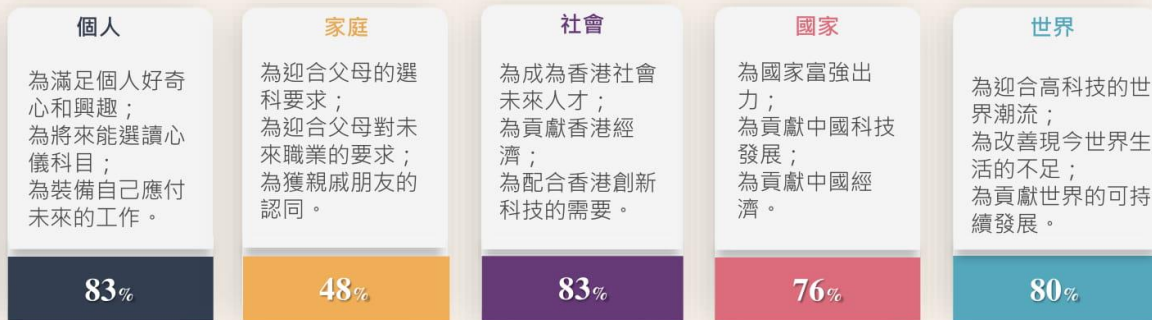 個人
為滿足個人好奇
心和興趣；
為將來能選讀心
儀科目；
為裝備自己應付
未來的工作。
83%
家庭
為迎合父母的選
科要求；
為迎合父母對未
來職業的要求；
為獲親戚朋友的
認同。
48%
社會
為成為香港社會
未來人才；
為貢獻香港經
濟；
為配合香港創新
科技的需要。
83%
國家
為國家富強出
力；
為貢獻中國科技
發展；
為貢獻中國經
濟。
76%
世界
為迎合高科技的世
界潮流；
為改善現今世界生
活的不足；
為貢獻世界的可持
續發展。
80%